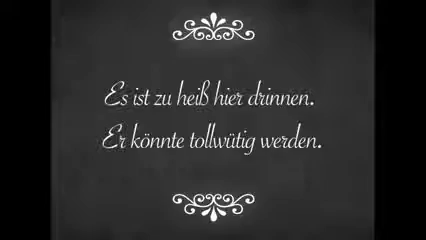 Es ist zu heiß hier drinnen.
Er könnte tollwütig werden.